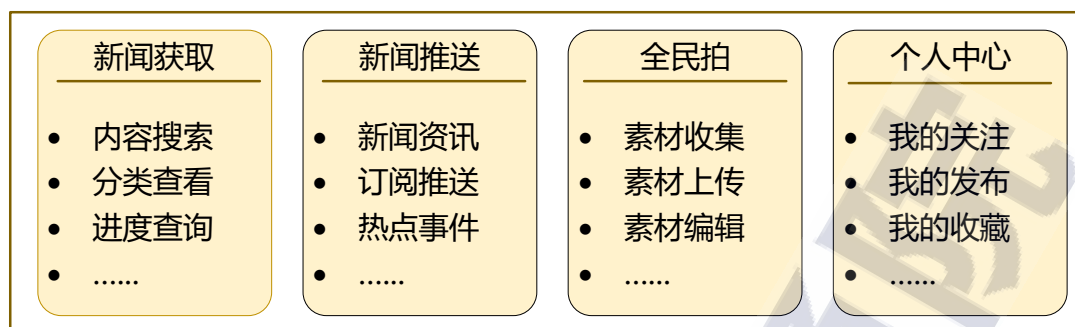 新闻获取
• 内容搜索
• 分类查看
• 进度查询
• ......
新闻推送
• 新闻资讯
• 订阅推送
• 热点事件
• ......
全民拍
• 素材收集
• 素材上传
• 素材编辑
• ......
个人中心
• 我的关注
• 我的发布
• 我的收藏
• ......
院